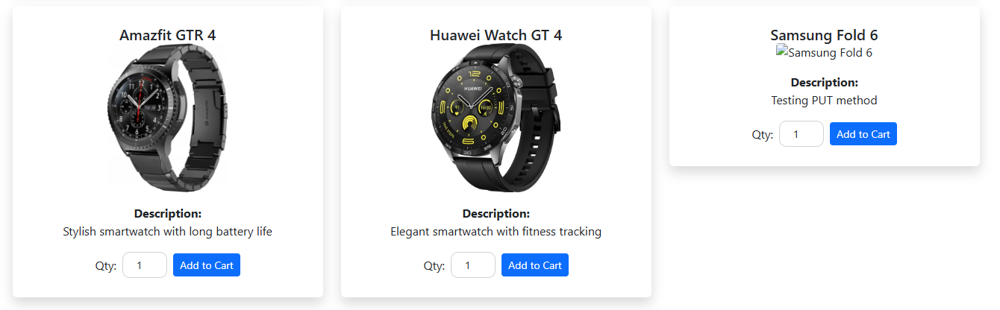 Amazfit GTR 4
Description:
Stylish smartwatch with long battery life
Qty: 1 Add to Cart
Huawei Watch GT 4
HUAWEI
Description:
Elegant smartwatch with fitness tracking
Qty: 1 Add to Cart
Samsung Fold 6
Samsung Fold 6
Description:
Testing PUT method
Qty: 1 Add to Cart